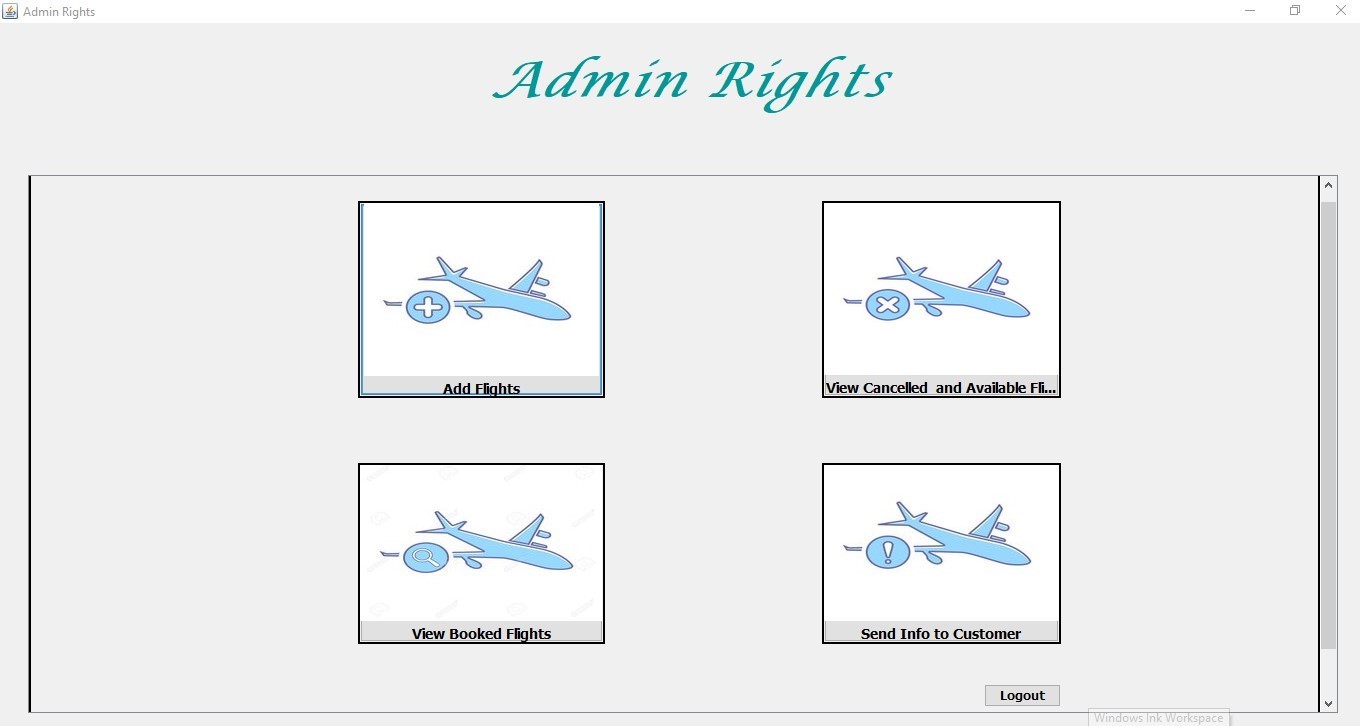 Admin Rights
Admin Rights
Add Flights
View Cancelled  and Available Fli...
View Booked Flights
Send Info to Customer
Logout
Windows Ink Workspace